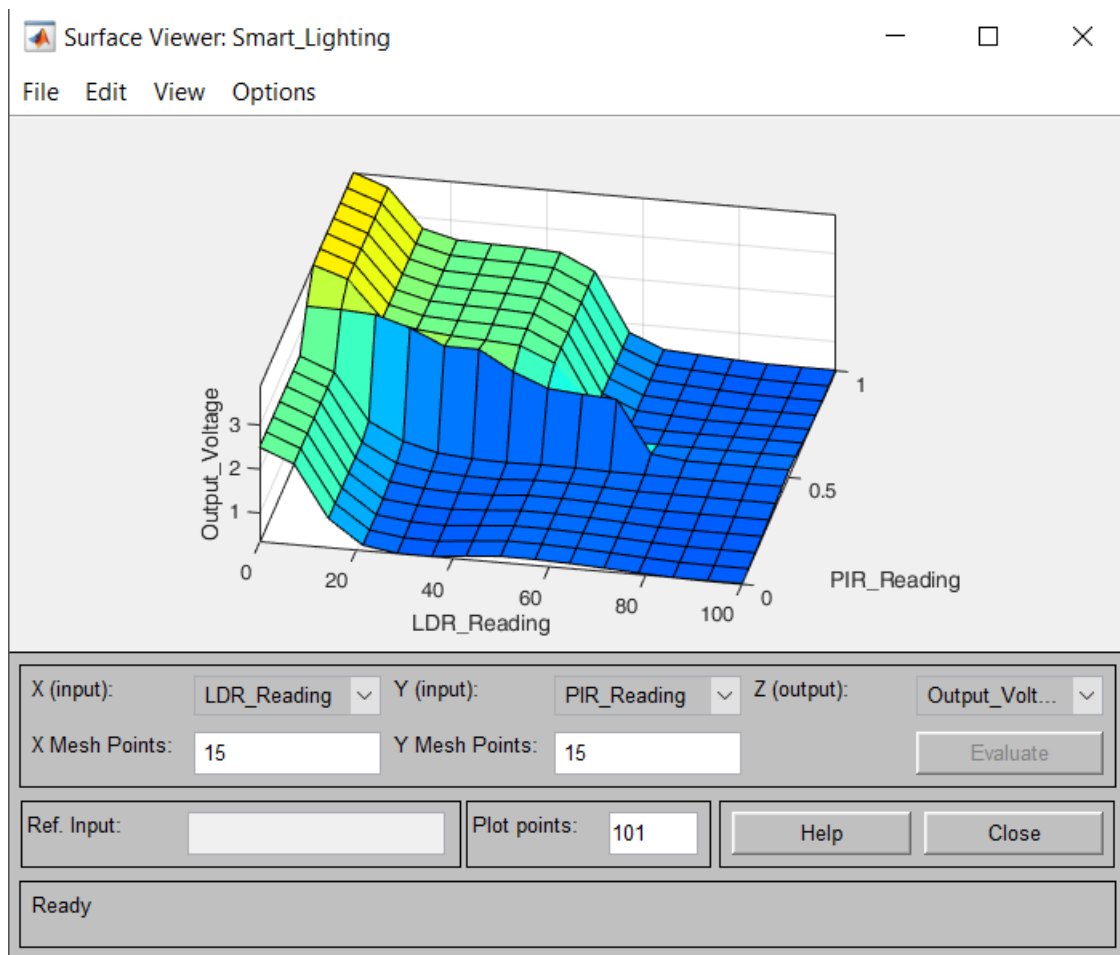 Surface Viewer: Smart_Lighting
File Edit View Options
Output_Voltage
3
2
1
0
20
40
60
80
100
LDR_Reading
0
0.5
1
PIR_Reading
X (input): LDR_Reading Y (input): PIR_Reading Z (output): Output_Volt...
X Mesh Points: 15 Y Mesh Points: 15 Evaluate
Ref. Input: Plot points: 101 Help Close
Ready